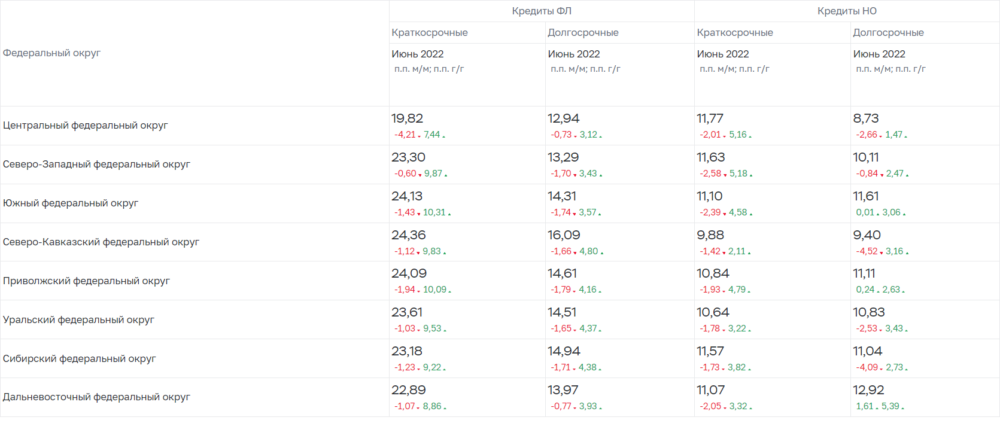 Кредиты ФЛ Кредиты НО
Краткосрочные Долгосрочные Краткосрочные Долгосрочные
Федеральный округ
Июнь 2022 Июнь 2022 Июнь 2022 Июнь 2022
п.п. м/м; п.п. г/г п.п. м/м; п.п. г/г п.п. м/м; п.п. г/г п.п. м/м; п.п. г/г
Центральный федеральный округ
19,82 12,94 11,77 8,73
-4,21 7,44 -0,73 3,12 -2,01 5,16 -2,66 1,47
Северо-Западный федеральный округ
23,30 13,29 11,63 10,11
-0,60 9,87 -1,70 3,43 -2,58 5,18 -0,84 2,47
Южный федеральный округ
24,13 14,31 11,10 11,61
-1,43 10,31 -1,74 3,57 -2,39 4,58 0,01 3,06
Северо-Кавказский федеральный округ
24,36 16,09 9,88 9,40
-1,12 9,83 -1,66 4,80 -1,42 2,11 -4,52 3,16
Приволжский федеральный округ
24,09 14,61 10,84 11,11
-1,94 10,09 -1,79 4,16 -1,93 4,79 0,24 2,63
Уральский федеральный округ
23,61 14,51 10,64 10,83
-1,03 9,53 -1,65 4,37 -1,78 3,22 -2,53 3,43
Сибирский федеральный округ
23,18 14,94 11,57 11,04
-1,23 9,22 -1,71 4,38 -1,73 3,82 -4,09 2,73
Дальневосточный федеральный округ
22,89 13,97 11,07 12,92
-1,07 8,86 -0,77 3,93 -2,05 3,32 1,61 5,39